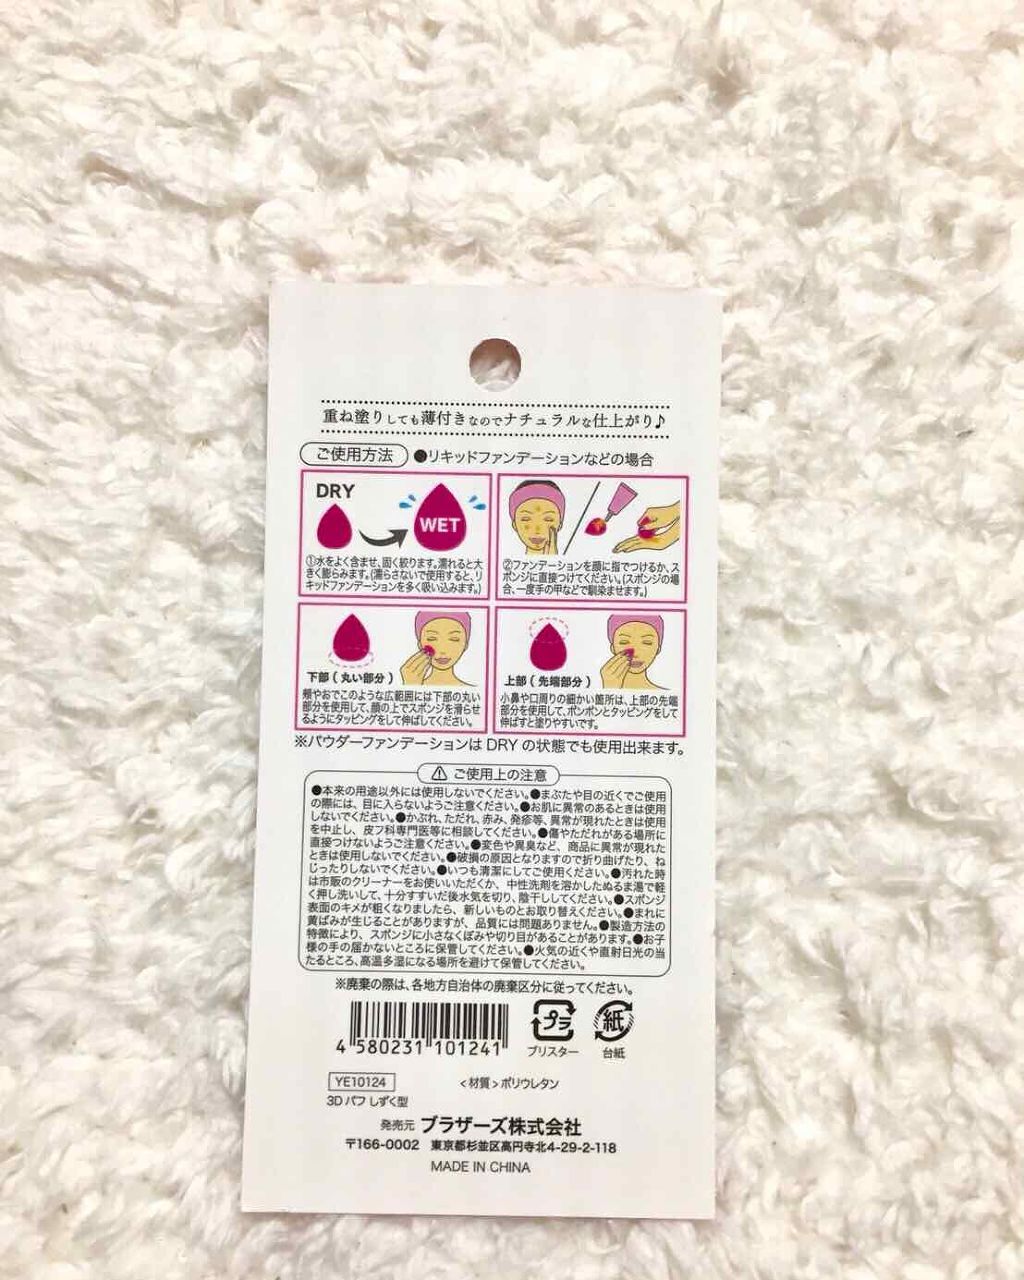 重ね塗りしても薄付きなのでナチュラルな仕上がり♪
ご使用方法 ●リキッドファンデーションなどの場合
DRY
WET
①水をよく含ませ、固く絞ります。濡れると大
きく膨らみます。(濡らさないで使用すると、リ
キッドファンデーションを多く吸い込みます。)
②ファンデーションを顔に指でつけるか、ス
ポンジに直接つけてください。(スポンジの場
合、一度手の甲などで馴染ませます。)
下部(丸い部分)
頬やおでこのような広範囲には下部の丸い
部分を使用して、顔の上でスポンジを滑らせ
るようにタッピングをして伸ばしてください。
上部(先端部分)
小鼻や口周りの細かい箇所は、上部の先端
部分を使用して、ポンポンとタッピングをして
伸ばすと塗りやすいです。
※パウダーファンデーションは DRY の状態でも使用出来ます。
⚠ ご使用上の注意
●本来の用途以外には使用しないでください。●まぶたや目の近くでご使用
の際には、目に入らないようご注意ください。●お肌に異常のあるときは使用
しないでください。●かぶれ、ただれ、赤み、発疹等、異常が現れたときは使用
を中止し、皮フ科専門医等に相談してください。●傷やただれがある場所に
直接つけないようご注意ください。●変色や異臭など、商品に異常が現れた
ときは使用しないでください。●破損の原因となりますので折り曲げたり、ね
じったりしないでください。●いつも清潔にしてご使用ください。●汚れた時
は市販のクリーナーをお使いいただくか、中性洗剤を溶かしたぬるま湯で軽
く押し洗いして、十分すすいだ後水気を切り、陰干ししてください。●スポンジ
表面のキメが粗くなりましたら、新しいものとお取り替えください。●まれに
黄ばみが生じることがありますが、品質には問題ありません。●製造方法の
特徴により、スポンジに小さなくぼみや切り目があることがあります。●お子
様の手の届かないところに保管してください。●火気の近くや直射日光の当
たるところ、高温多湿になる場所を避けて保管してください。
※廃棄の際は、各地方自治体の廃棄区分に従ってください。
4 580231 101241
プラ
ブリスター
紙
台紙
YE10124
<材質>ポリウレタン
3Dパフ しずく型
発売元 ブラザーズ株式会社
〒166-0002 東京都杉並区高円寺北4-29-2-118
MADE IN CHINA